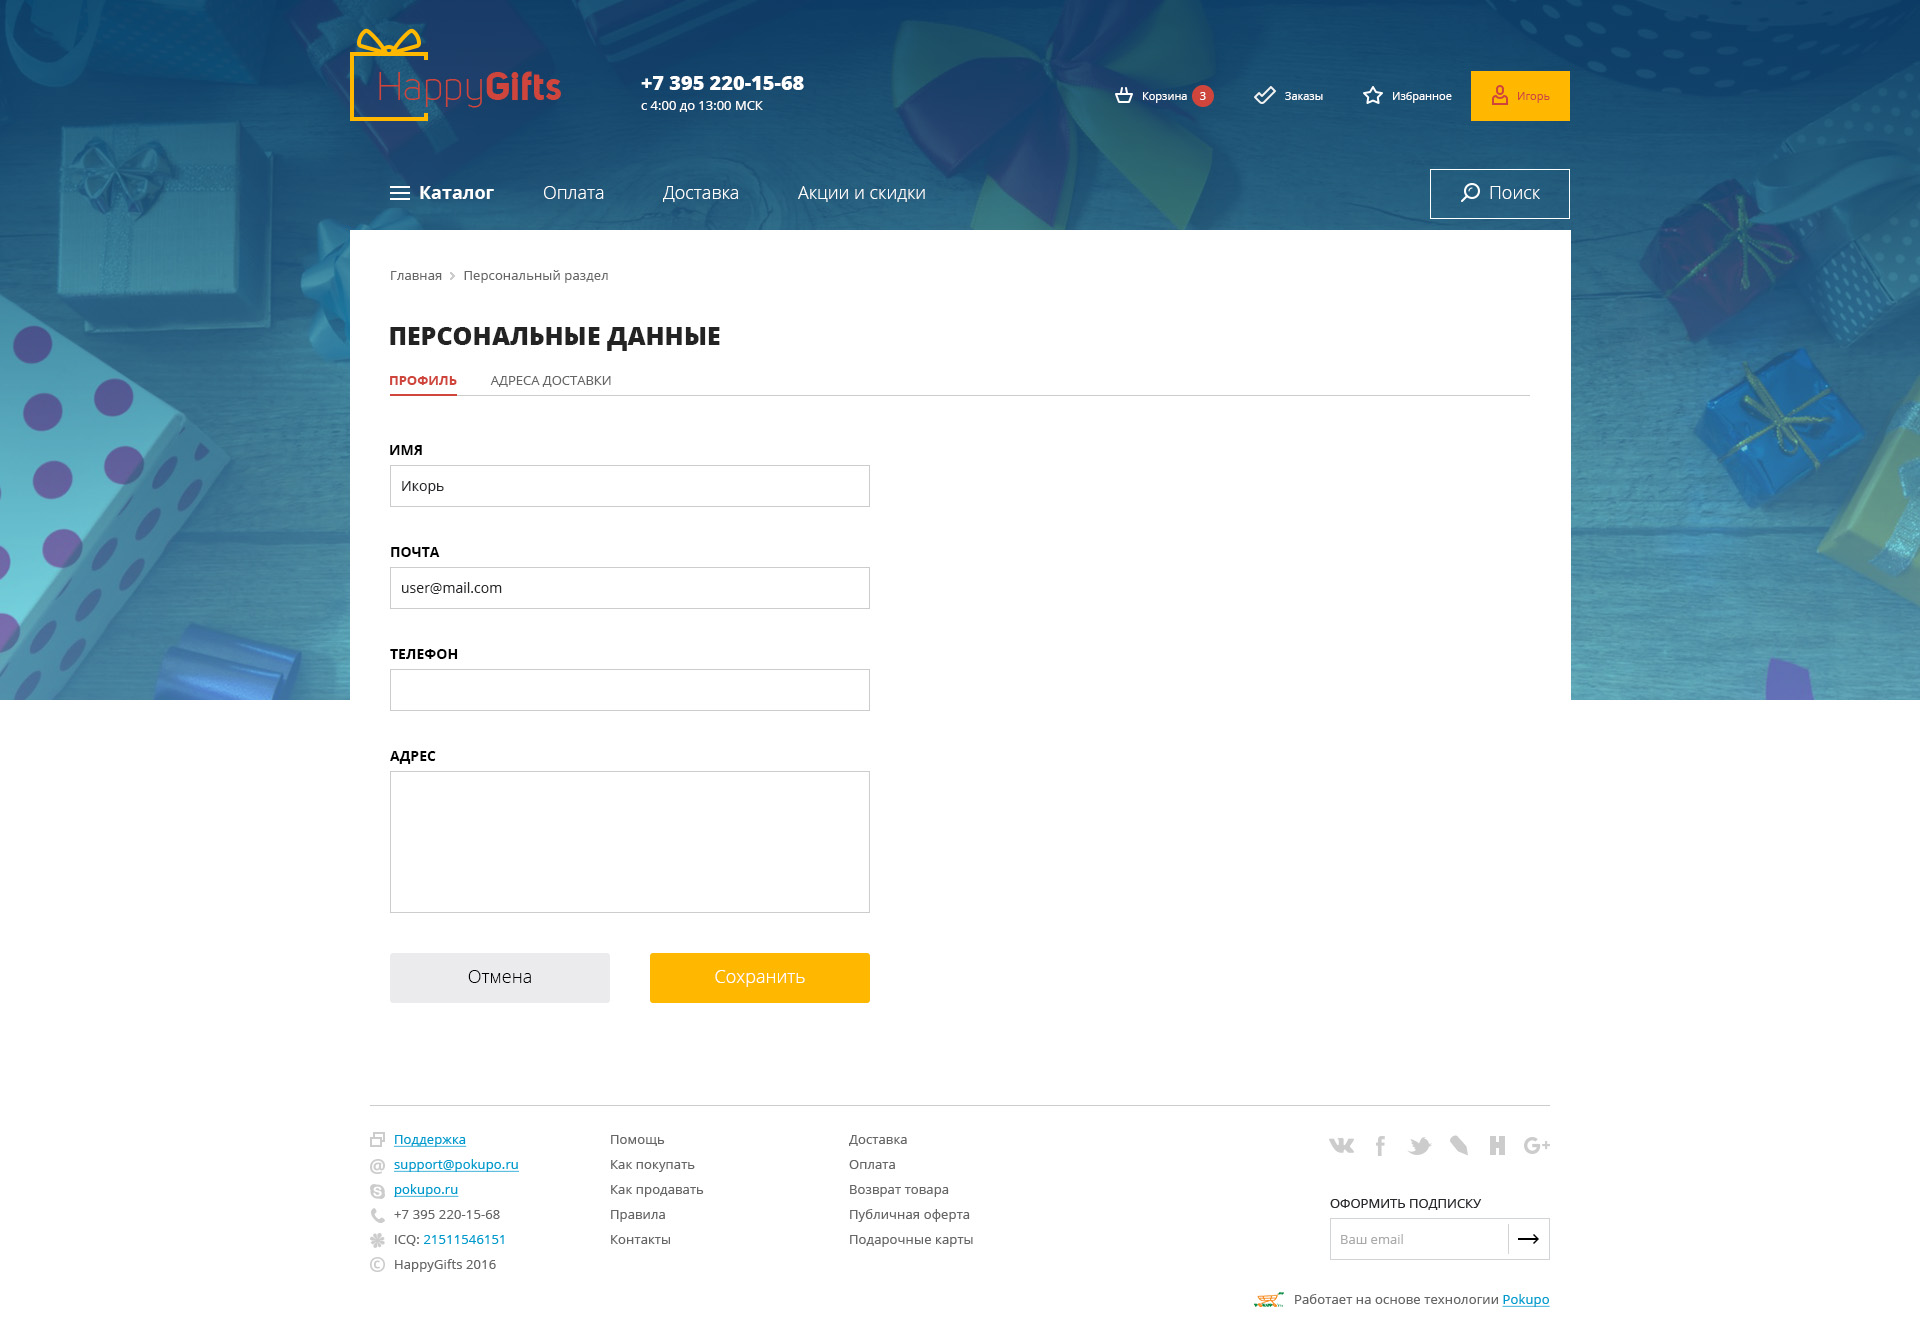 HappyGifts
+7 395 220-15-68
с 4:00 до 13:00 МСК
Корзина 3
Заказы
Избранное
Игорь
Каталог
Оплата
Доставка
Акции и скидки
Поиск
Главная
Персональный раздел
ПЕРСОНАЛЬНЫЕ ДАННЫЕ
ПРОФИЛЬ
АДРЕСА ДОСТАВКИ
ИМЯ
Икорь
ПОЧТА
user@mail.com
ТЕЛЕФОН
АДРЕС
Отмена
Сохранить
Поддержка
support@pokupo.ru
pokupo.ru
+7 395 220-15-68
ICQ: 21511546151
© HappyGifts 2016
Помощь
Как покупать
Как продавать
Правила
Контакты
Доставка
Оплата
Возврат товара
Публичная оферта
Подарочные карты
ОФОРМИТЬ ПОДПИСКУ
Ваш email
Работает на основе технологии Pokupo